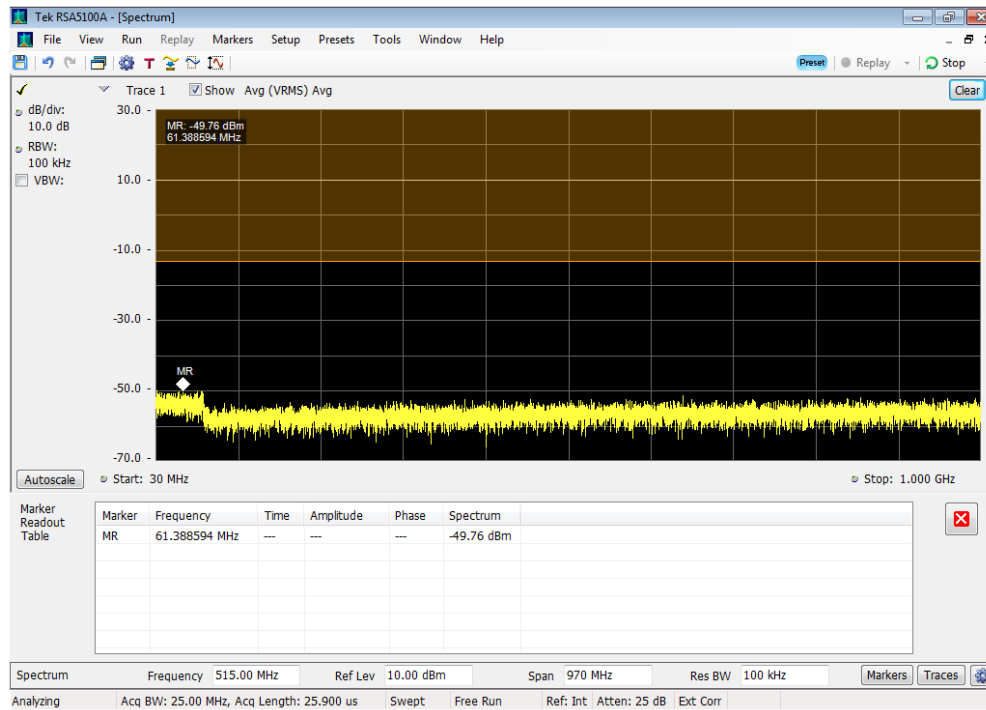 Tek RSA5100A - [Spectrum]
File View Run Replay Markers Setup Presets Tools Window Help
T Preset Replay Stop
Trace 1 Show Avg (VRMS) Avg Clear
dB/div:
10.0 dB
RBW:
100 kHz
VBW:
30.0
10.0
-10.0
-30.0
-50.0
-70.0
MR: -49.76 dBm
61.388594 MHz
MR
Autoscale Start: 30 MHz Stop: 1.000 GHz
Marker
Readout
Table
Marker Frequency Time Amplitude Phase Spectrum
MR 61.388594 MHz --- --- --- -49.76 dBm
Spectrum Frequency 515.00 MHz Ref Lev 10.00 dBm Span 970 MHz Res BW 100 kHz Markers Traces
Analyzing Acq BW: 25.00 MHz, Acq Length: 25.900 us Swept Free Run Ref: Int Atten: 25 dB Ext Corr